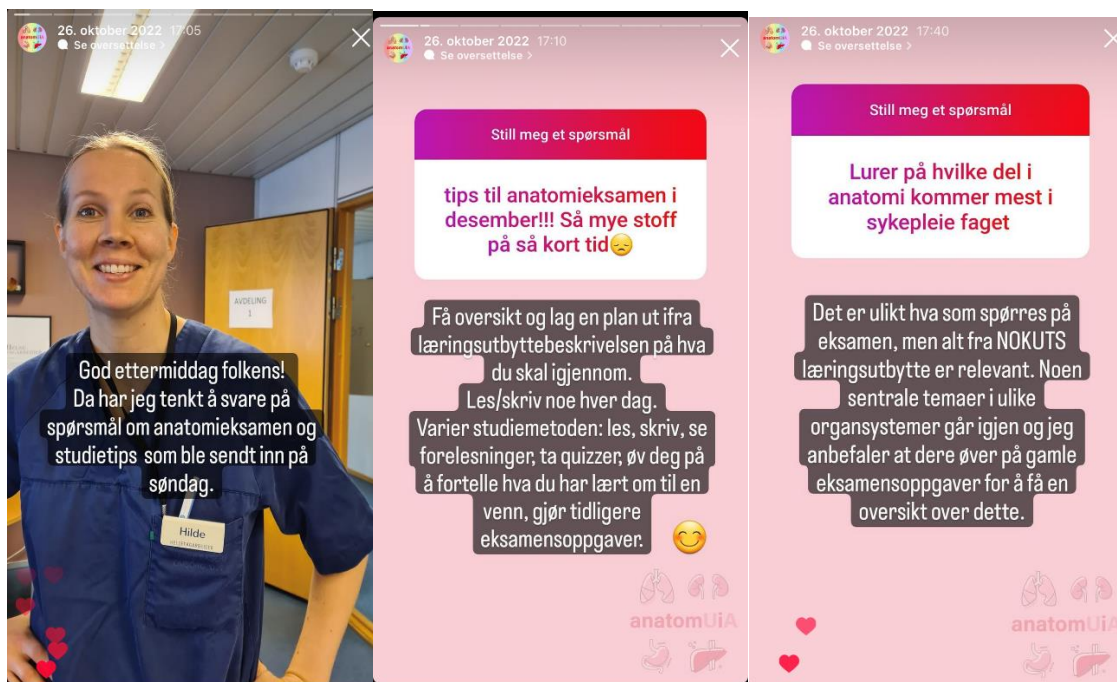 26. oktober 2022 17:05
Se oversettelse >
AVDELING
1
God ettermiddag folkens!
Da har jeg tenkt å svare på
spørsmål om anatomieksamen og
studietips som ble sendt inn på
søndag.
Hilde
26. oktober 2022 17:10
Se oversettelse >
Still meg et spørsmål
tips til anatomieksamen i
desember!!! Så mye stoff
på så kort tid😞
Få oversikt og lag en plan ut ifra
læringsutbyttebeskrivelsen på hva
du skal igjennom.
Les/skriv noe hver dag.
Varier studiemetoden: les, skriv, se
forelesninger, ta quizzer, øv deg på
å fortelle hva du har lært om til en
venn, gjør tidligere
eksamensoppgaver. 😊
anatomUiA
26. oktober 2022 17:40
Se oversettelse >
Still meg et spørsmål
Lurer på hvilke del i
anatomi kommer mest i
sykepleie faget
Det er ulikt hva som spørres på
eksamen, men alt fra NOKUTS
læringsutbytte er relevant. Noen
sentrale temaer i ulike
organsystemer går igjen og jeg
anbefaler at dere øver på gamle
eksamensoppgaver for å få en
oversikt over dette.
anatomUiA